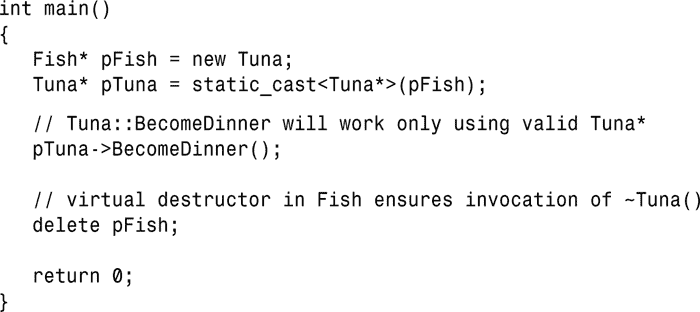 int main()
{
   Fish* pFish = new Tuna;
   Tuna* pTuna = static_cast<Tuna*>(pFish);
   // Tuna::BecomeDinner will work only using valid Tuna*
   pTuna->BecomeDinner();
   // virtual destructor in Fish ensures invocation of ~Tuna()
   delete pFish;
   return 0;
}